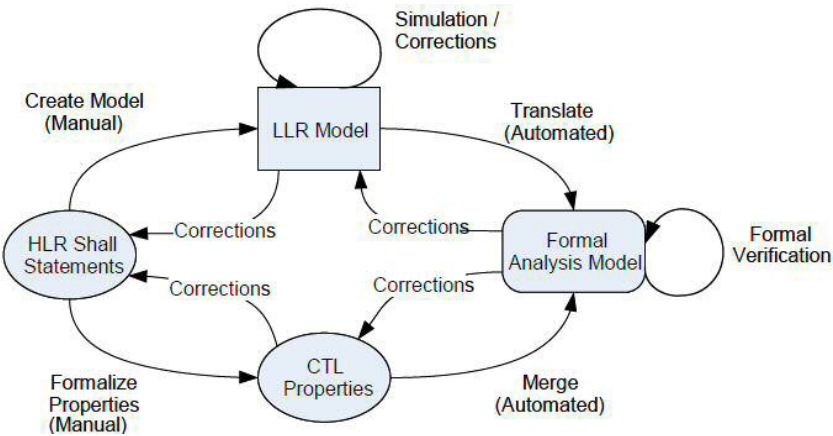 Simulation /
Corrections
Create Model
(Manual)
LLR Model
Translate
(Automated)
Corrections
Corrections
HLR Shall
Statements
Formal
Analysis Model
Formal
Verification
Corrections
Corrections
CTL
Properties
Formalize
Properties
(Manual)
Merge
(Automated)